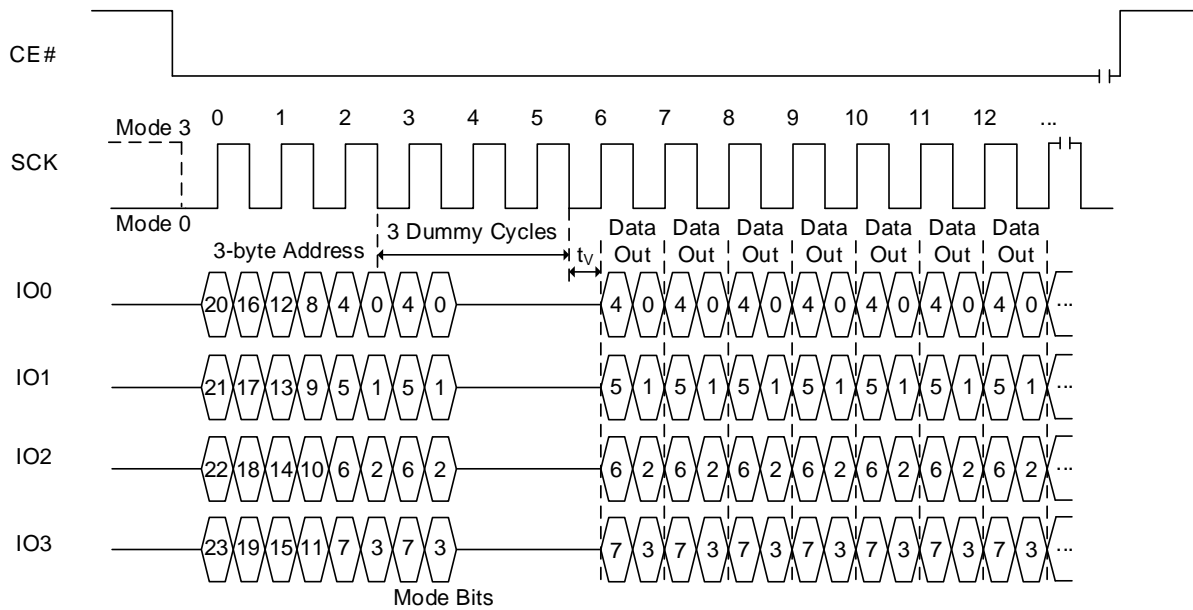 CE#
Mode 3
0 1 2 3 4 5 6 7 8 9 10 11 12 ...
SCK
Mode 0
3-byte Address
3 Dummy Cycles
tV
Data Out Data Out Data Out Data Out Data Out Data Out Data Out
IO0 20 16 12 8 4 0 4 0 4 0 4 0 4 0 4 0 4 0 4 0 4 0 ...
IO1 21 17 13 9 5 1 5 1 5 1 5 1 5 1 5 1 5 1 5 1 5 1 ...
IO2 22 18 14 10 6 2 6 2 6 2 6 2 6 2 6 2 6 2 6 2 6 2 ...
IO3 23 19 15 11 7 3 7 3 7 3 7 3 7 3 7 3 7 3 7 3 7 3 ...
Mode Bits